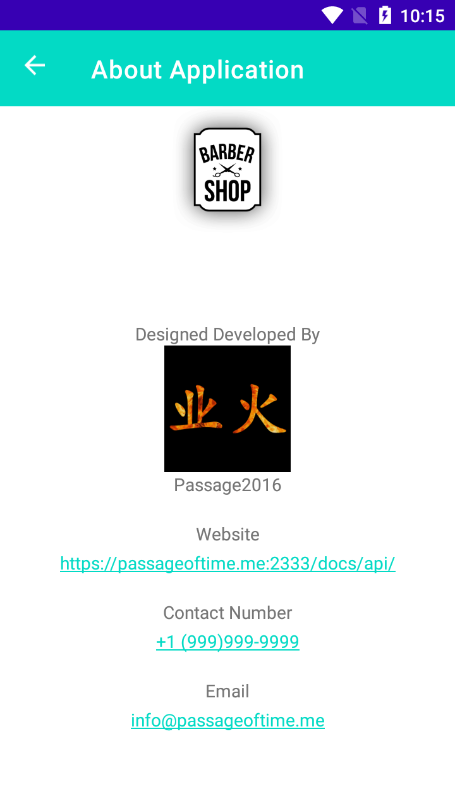 10:15
About Application
BARBER
SHOP
Designed Developed By
业火
Passage2016
Website
https://passageoftime.me:2333/docs/api/
Contact Number
+1 (999)999-9999
Email
info@passageoftime.me